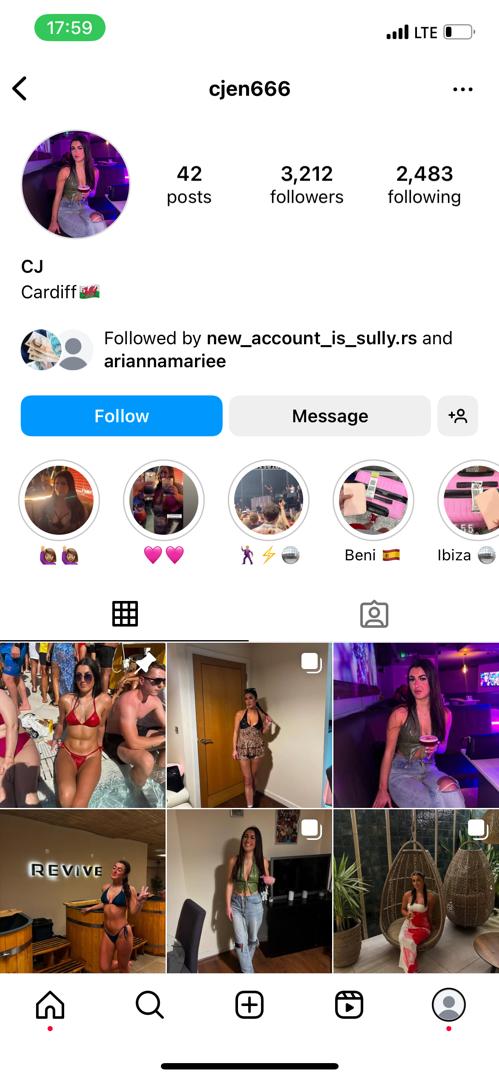 17:59
LTE
cjen666
42
posts
3,212
followers
2,483
following
CJ
Cardiff🏴󠁧󠁢󠁷󠁬󠁳󠁿
Followed by new_account_is_sully.rs and
ariannamariee
Follow
Message
🙋🏽‍♀️🙋🏽‍♀️
🩷🩷
🕺⚡🪩
Beni 🇪🇸
Ibiza 🪩
REVIVE